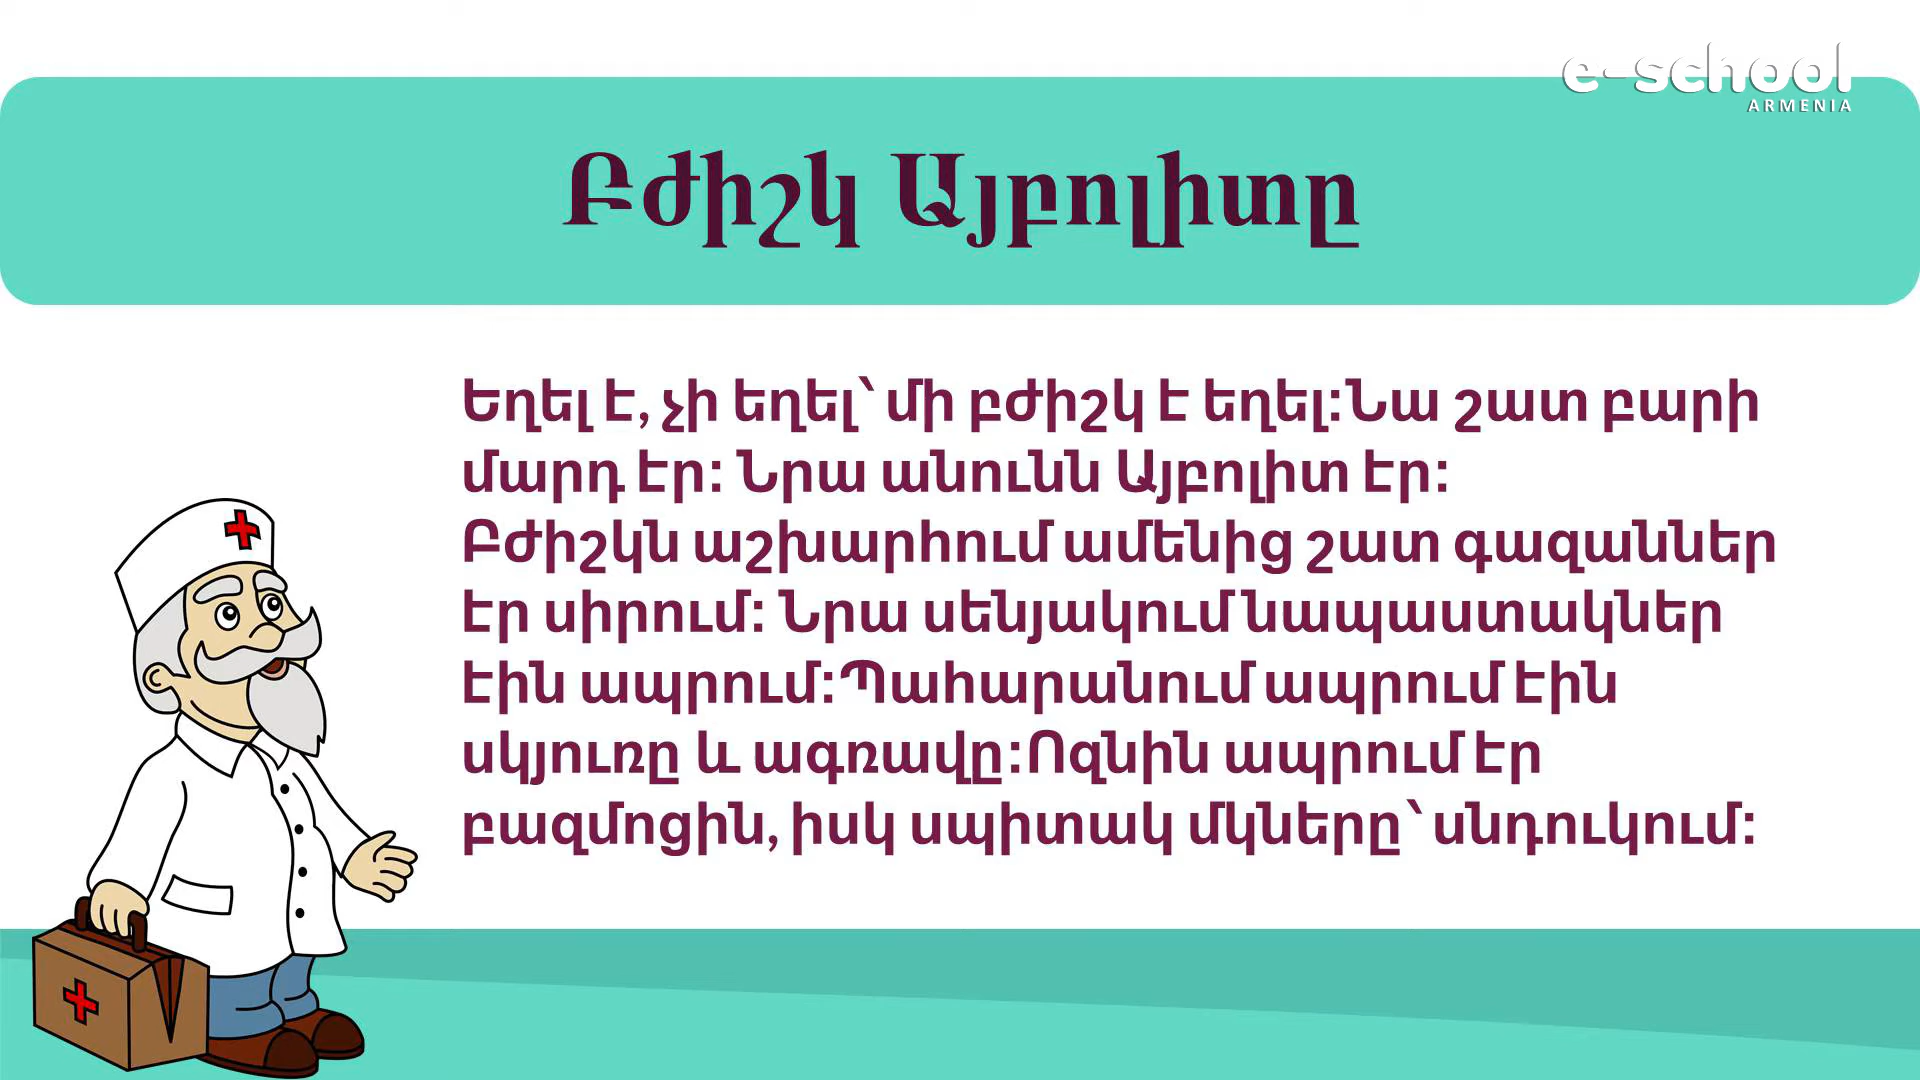 e-school
ARMENIA
Բժիշկ Այբոլիտը
Եղել է, չի եղել՝ մի բժիշկ է եղել:Նա շատ բարի
մարդ էր: Նրա անունն Այբոլիտ էր:
Բժիշկն աշխարհում ամենից շատ գազաններ
էր սիրում: Նրա սենյակում նապաստակներ
էին ապրում:Պահարանում ապրում էին
սկյուռը և ագռավը:Ոզնին ապրում էր
բազմոցին, իսկ սպիտակ մկները՝ սնդուկում: